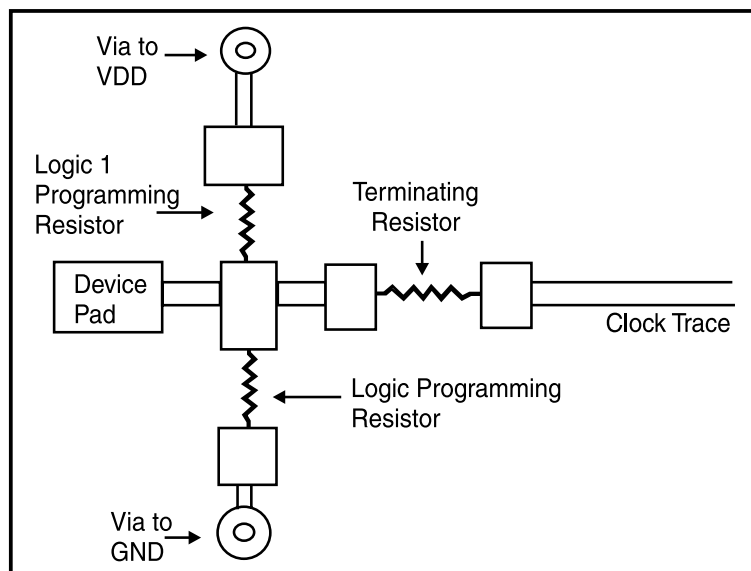 Via to
VDD
Logic 1
Programming
Resistor
Terminating
Resistor
Device
Pad
Clock Trace
Logic Programming
Resistor
Via to
GND